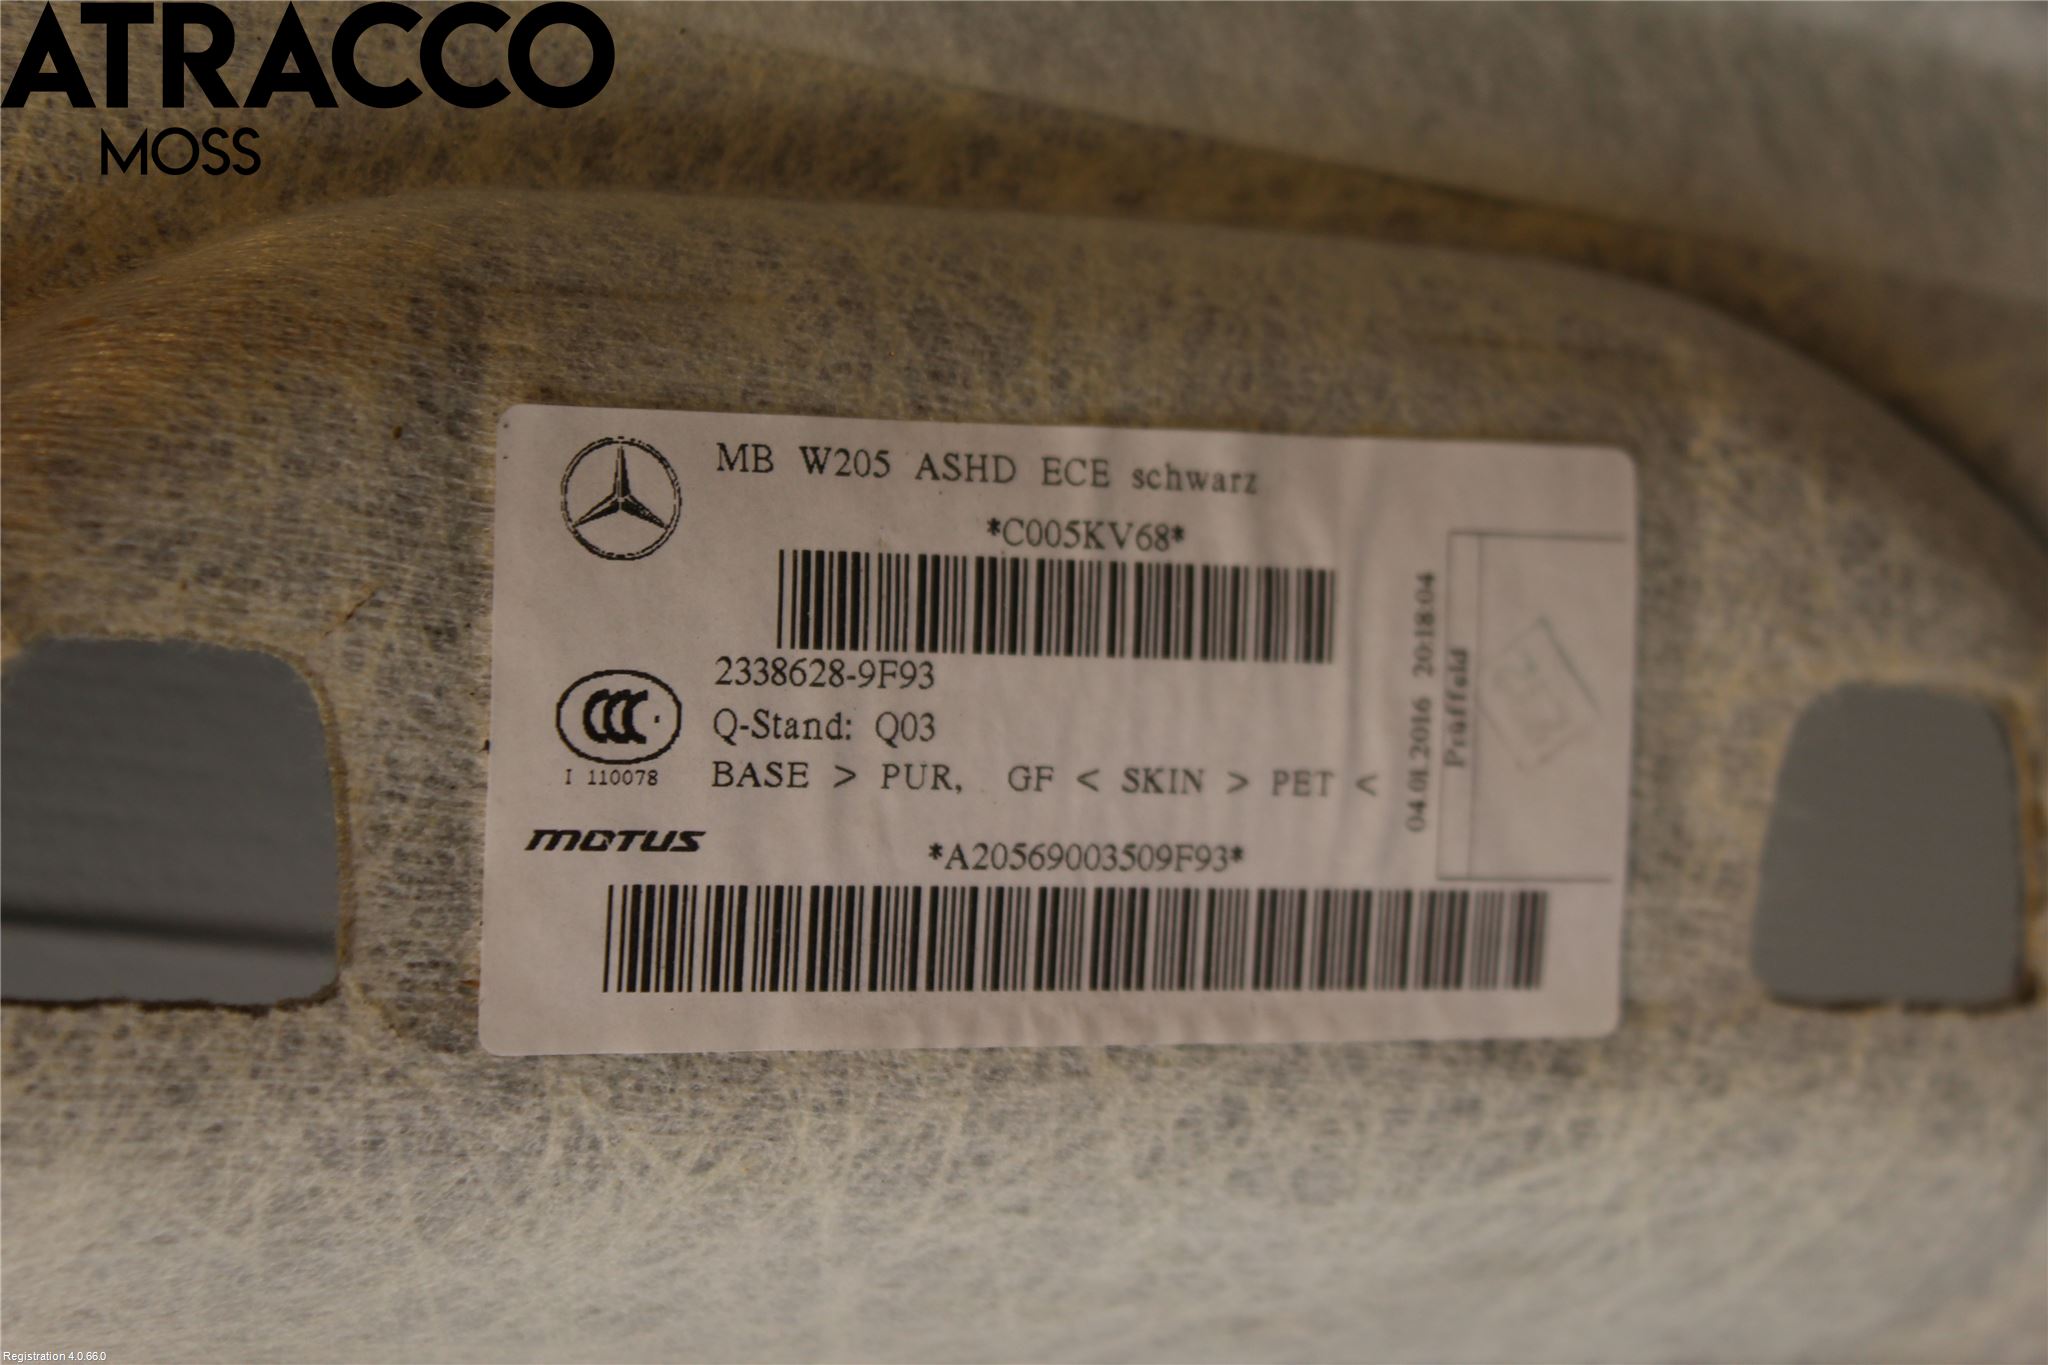 ATRACCO
MOSS
MB W205 ASHD ECE schwarz
*C005KV68*
2338628-9F93
Q-Stand: Q03
CCC
I 110078
BASE > PUR, GF < SKIN > PET <
MOTUS
*A20569003509F93*
04.01.2016 20:18:04
Prüffeld
Registration 4.0.66.0